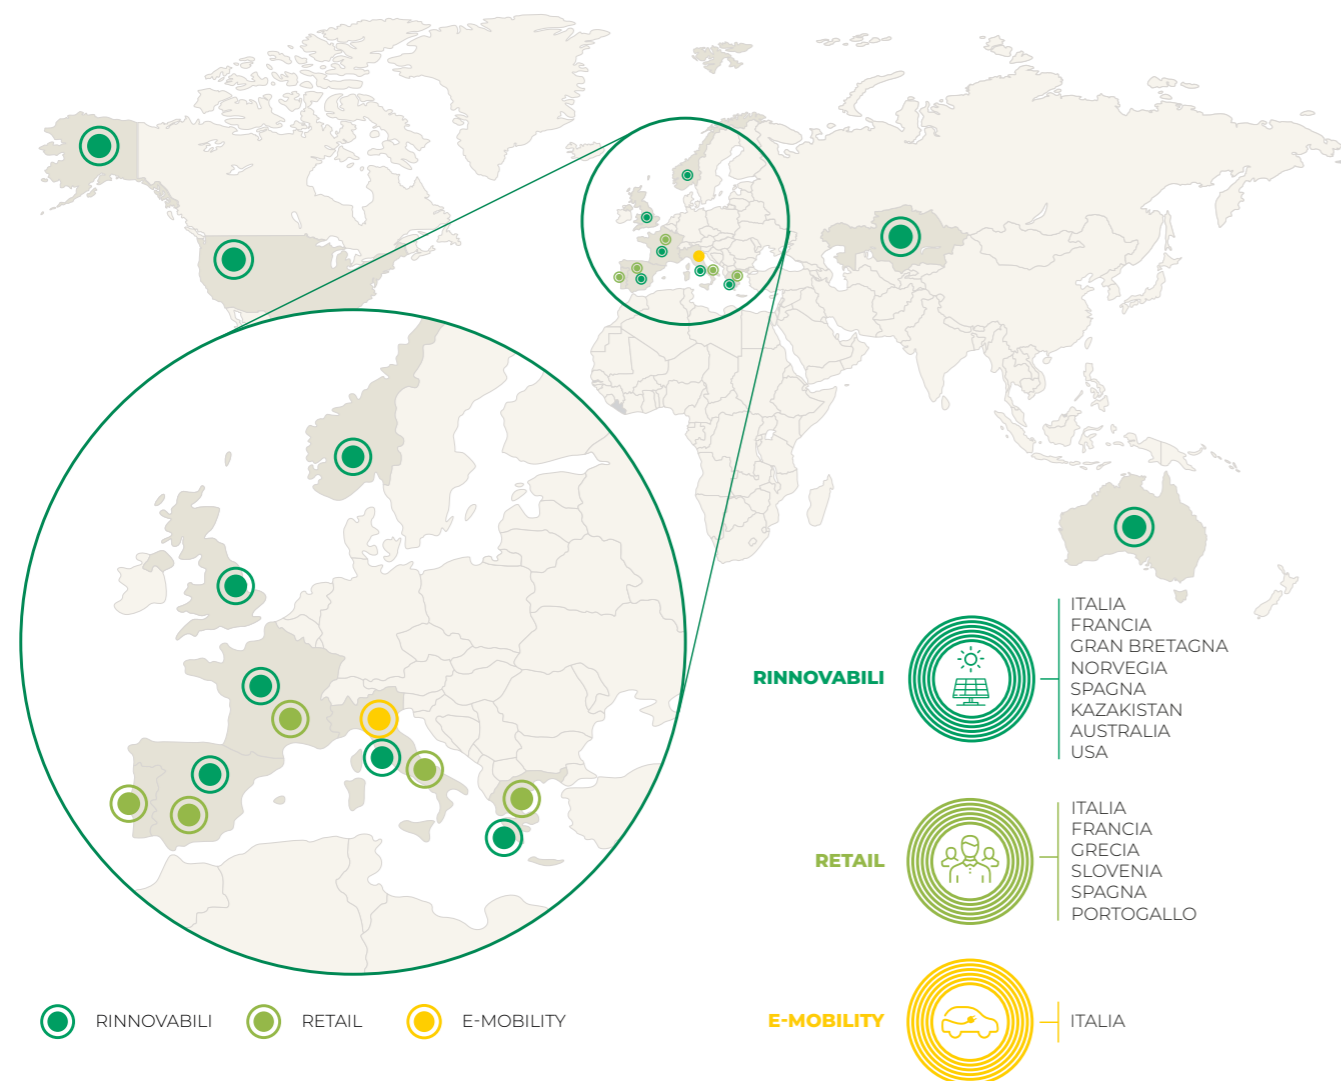 RINNOVABILI
ITALIA
FRANCIA
GRAN BRETAGNA
NORVEGIA
SPAGNA
KAZAKISTAN
AUSTRALIA
USA
RETAIL
ITALIA
FRANCIA
GRECIA
SLOVENIA
SPAGNA
PORTOGALLO
E-MOBILITY
ITALIA
RINNOVABILI
RETAIL
E-MOBILITY